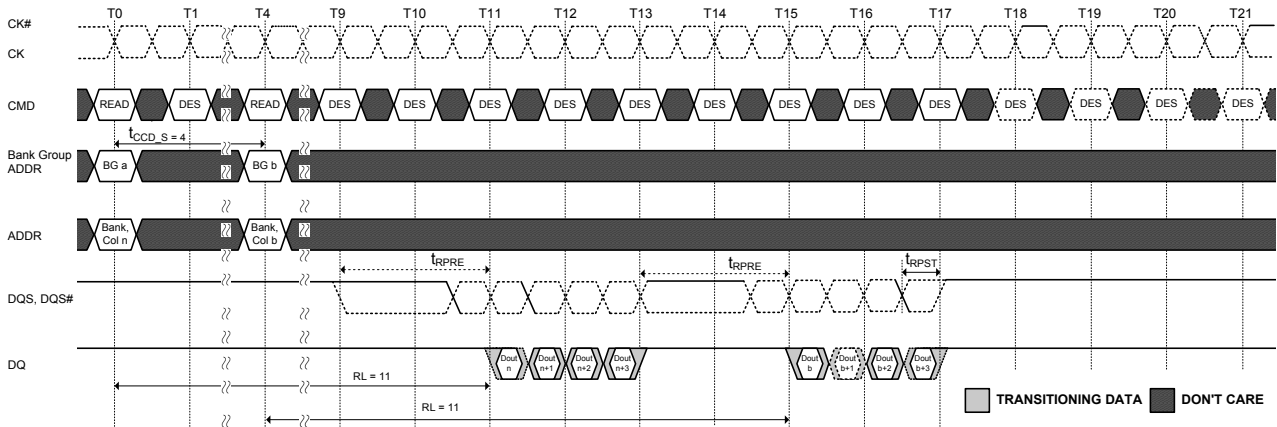 T0 T1 T4 T9 T10 T11 T12 T13 T14 T15 T16 T17 T18 T19 T20 T21
CK#
CK
CMD READ DES READ DES DES DES DES DES DES DES DES DES DES DES DES DES
tCCD_S = 4
Bank Group
ADDR
BG a BG b
ADDR
Bank,
Col n
Bank,
Col b
tRPRE tRPRE tRPST
DQS, DQS#
DQ
Dout
n
Dout
n+1
Dout
n+2
Dout
n+3
Dout
b
Dout
b+1
Dout
b+2
Dout
b+3
RL = 11
RL = 11
TRANSITIONING DATA DON'T CARE